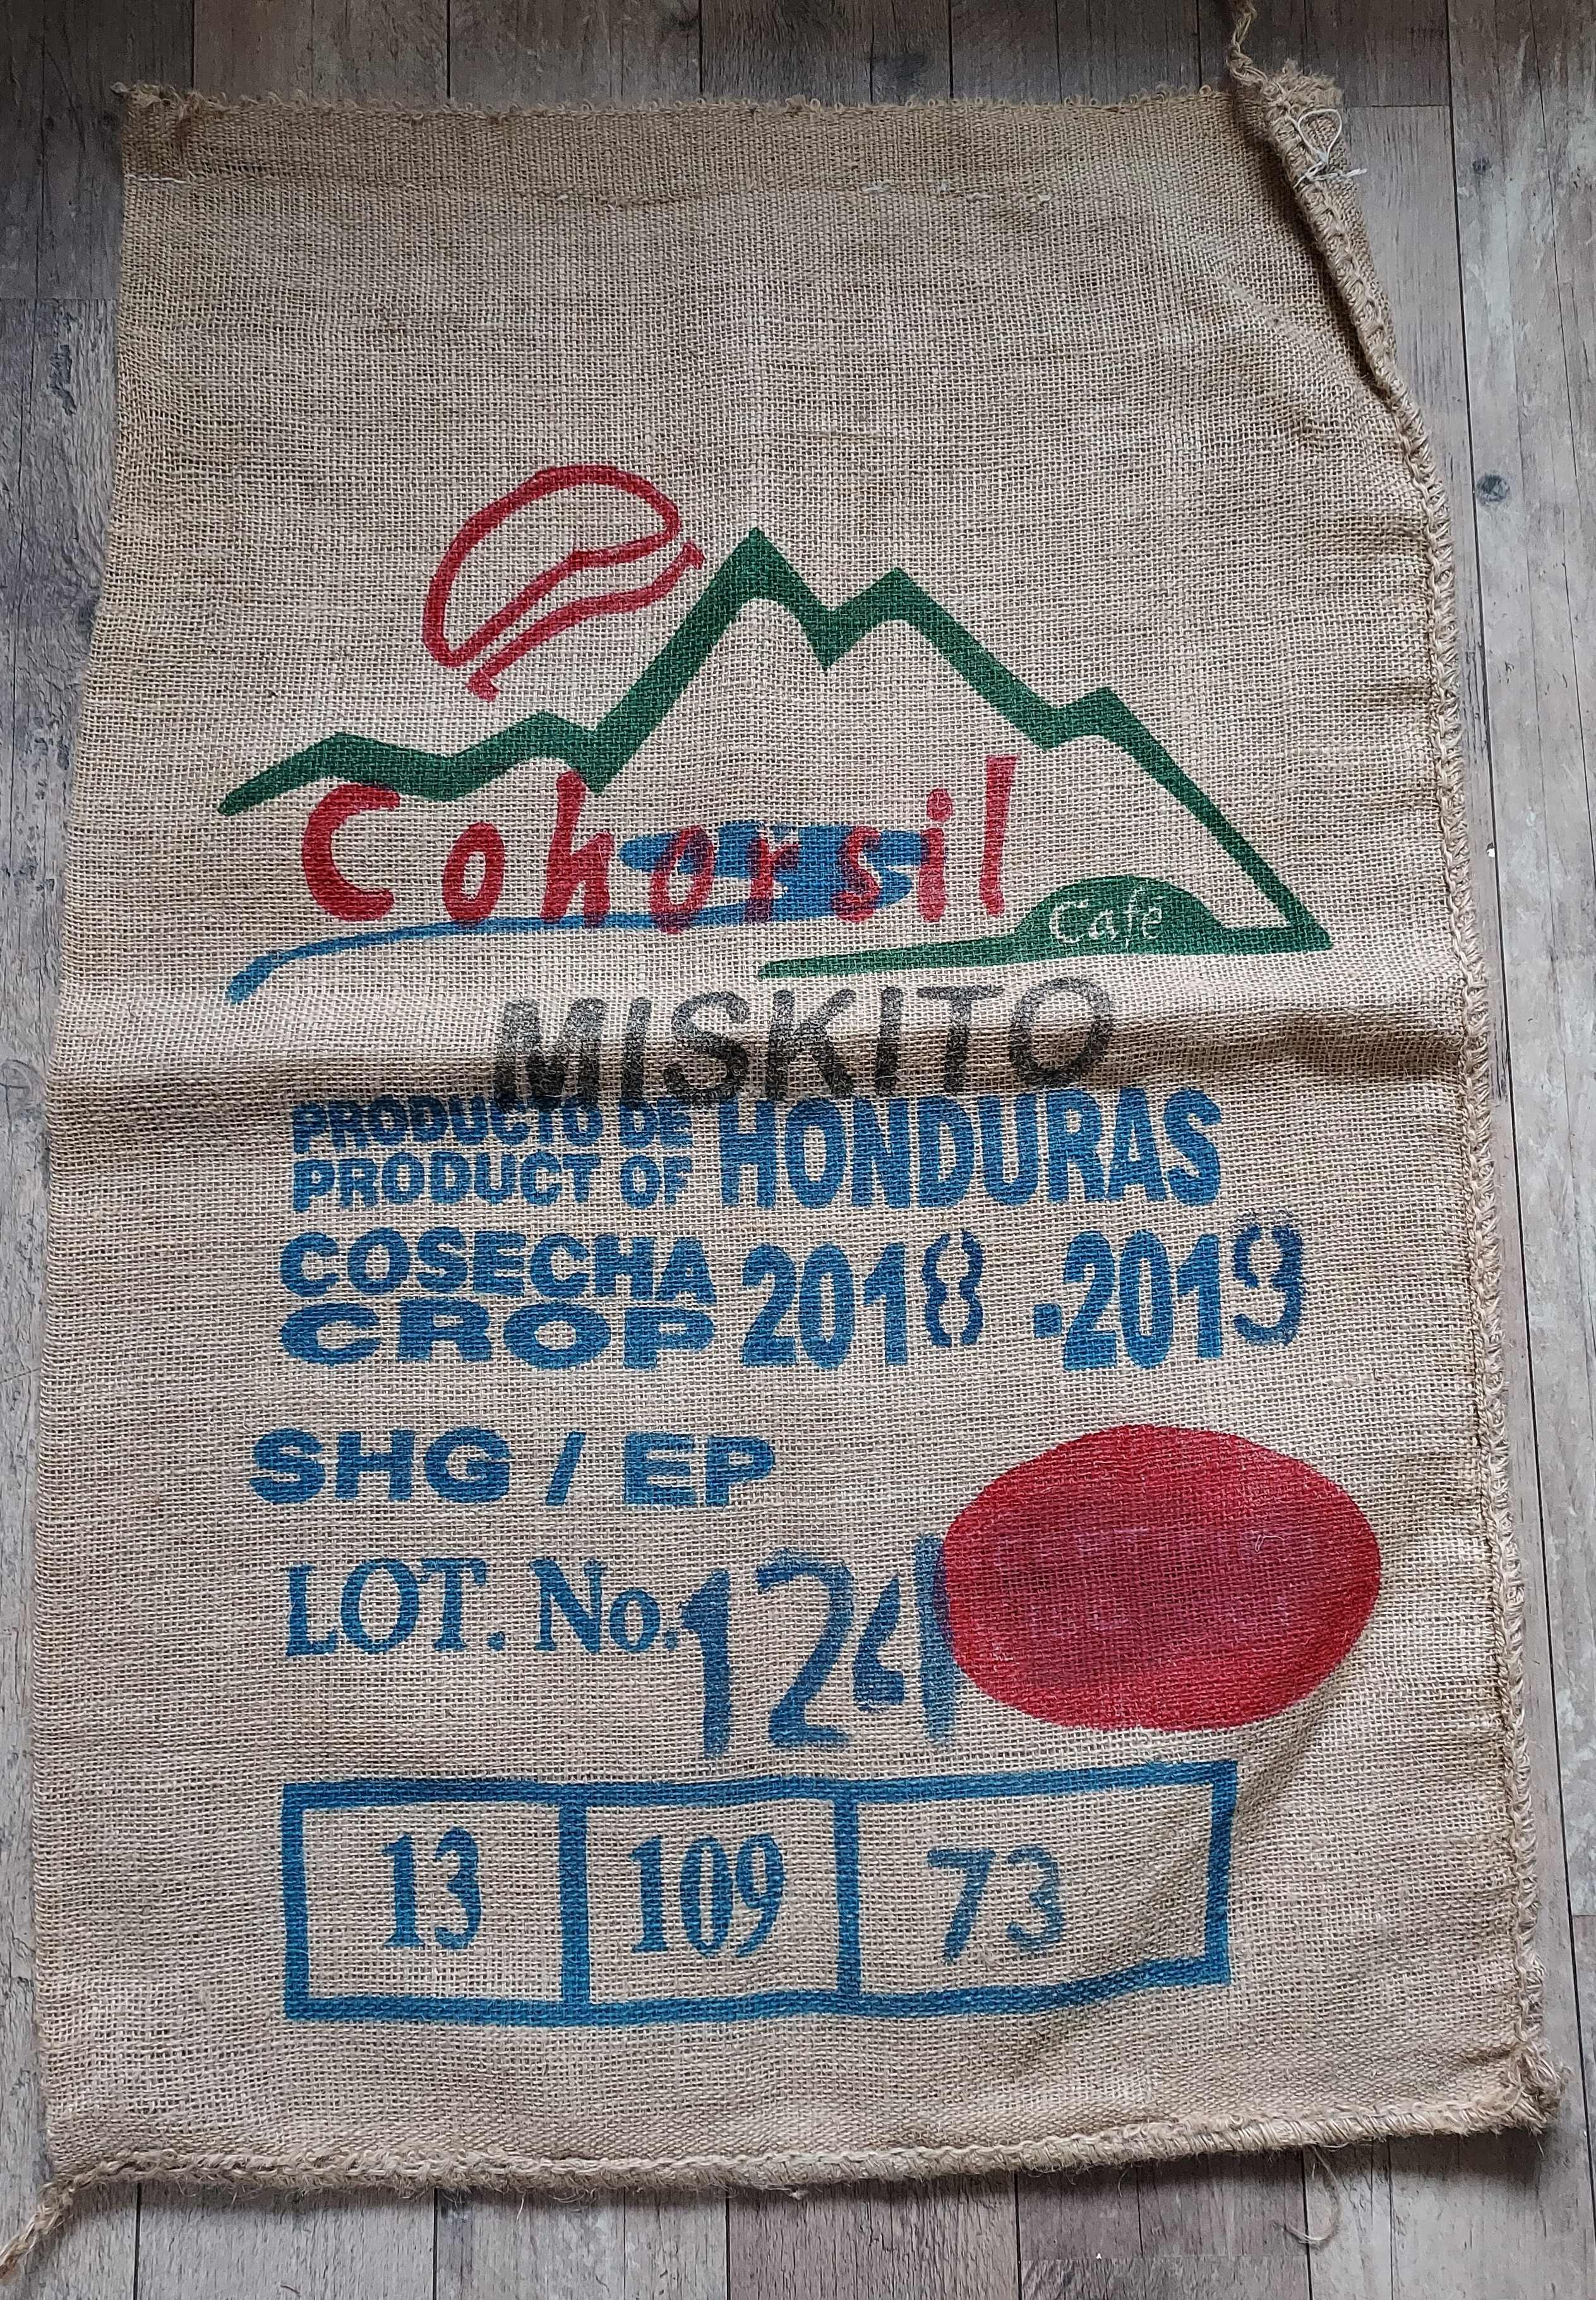 Cohorsil
Café
MISKITO
PRODUCTO DE
PRODUCT OF HONDURAS
COSECHA
CROP 2018 . 2019
SHG / EP
LOT. No. 124
13 109 73